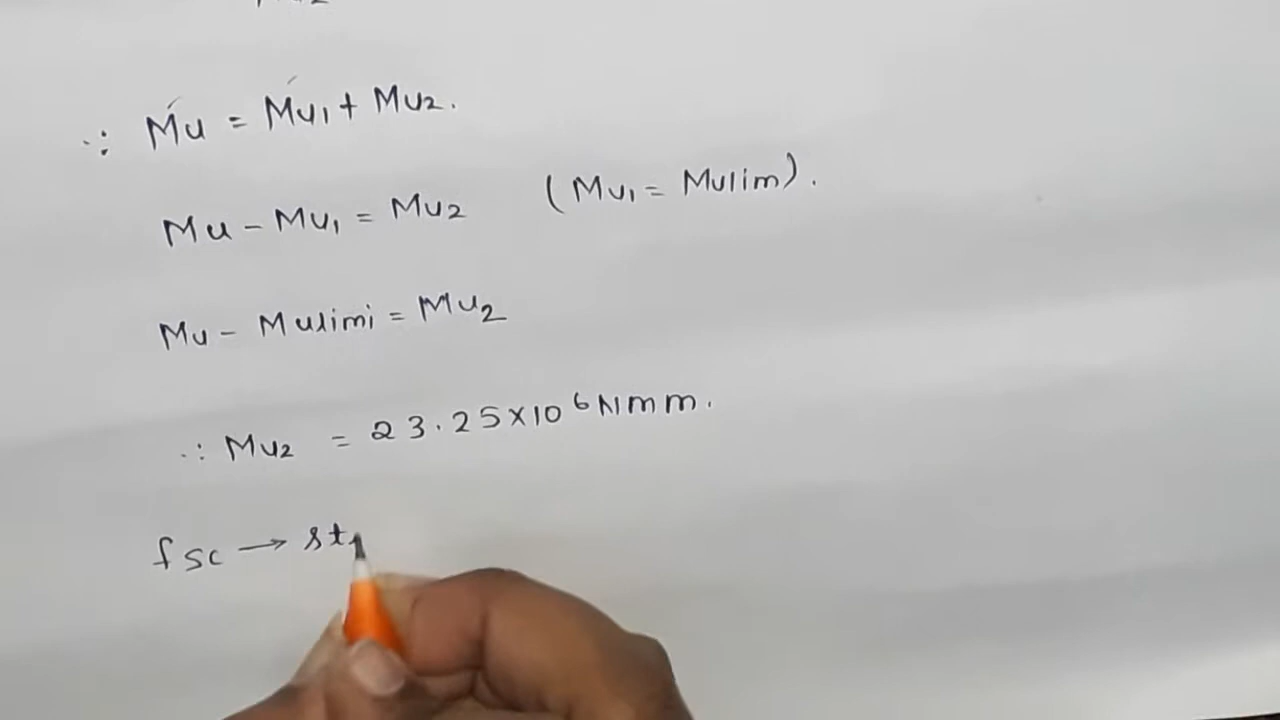 ∴ Mu = Mu₁ + Mu₂.
Mu - Mu₁ = Mu₂ (Mu₁ = Mulim).
Mu - Mulimi = Mu₂
∴ Mu₂ = 23.25×10⁶ Nmm.
fsc → st